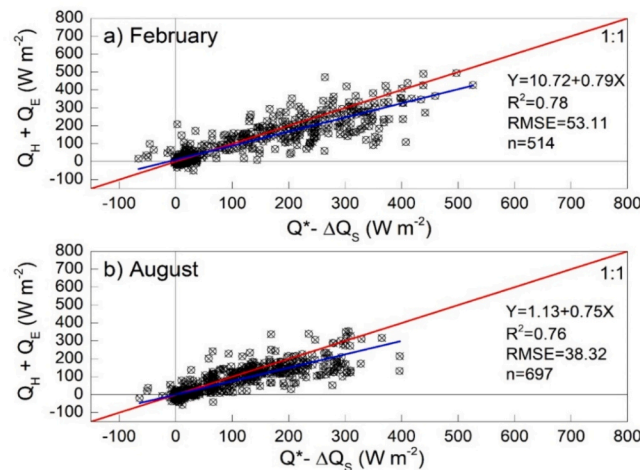 800
700
a) February
1:1
600
500
Y=10.72+0.79X
400
R²=0.78
300
RMSE=53.11
200
n=514
100
0
-100
Q_H + Q_E (W m⁻²)
-100 0 100 200 300 400 500 600 700 800
Q*- ΔQ_S (W m⁻²)
800
700
b) August
1:1
600
500
Y=1.13+0.75X
400
R²=0.76
300
RMSE=38.32
200
n=697
100
0
-100
Q_H + Q_E (W m⁻²)
-100 0 100 200 300 400 500 600 700 800
Q*- ΔQ_S (W m⁻²)